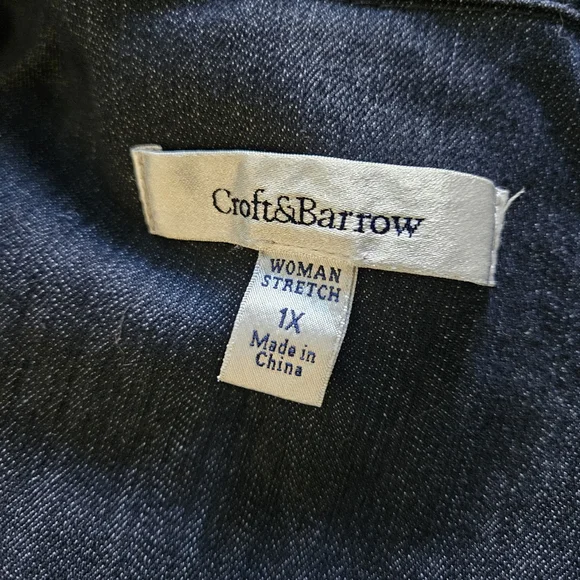 Croft&Barrow
WOMAN
STRETCH
1X
Made in
China